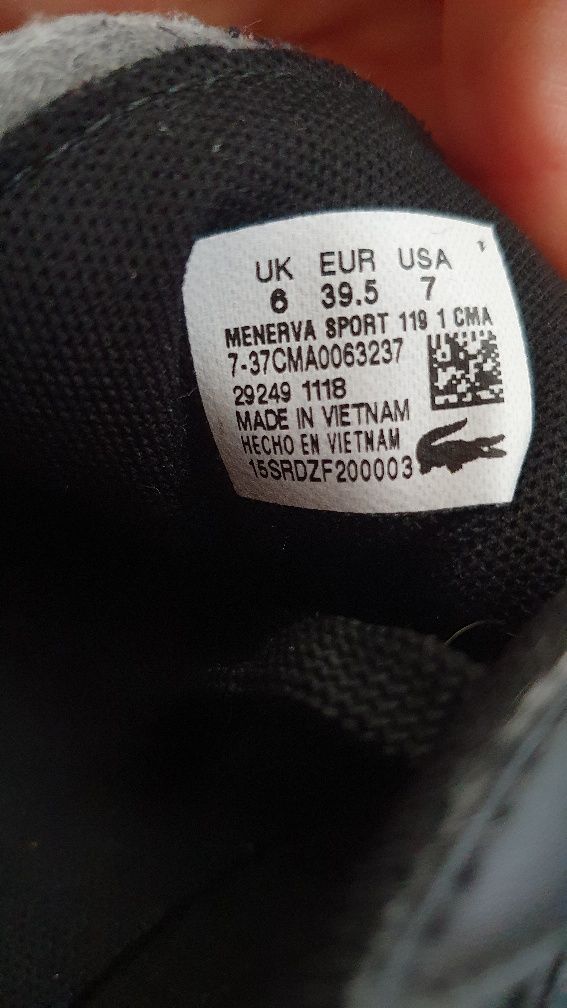 UK EUR USA
6 39.5 7
MENERVA SPORT 119 1 CMA
7-37CMA0063237
29249 1118
MADE IN VIETNAM
HECHO EN VIETNAM
15SRDZF200003